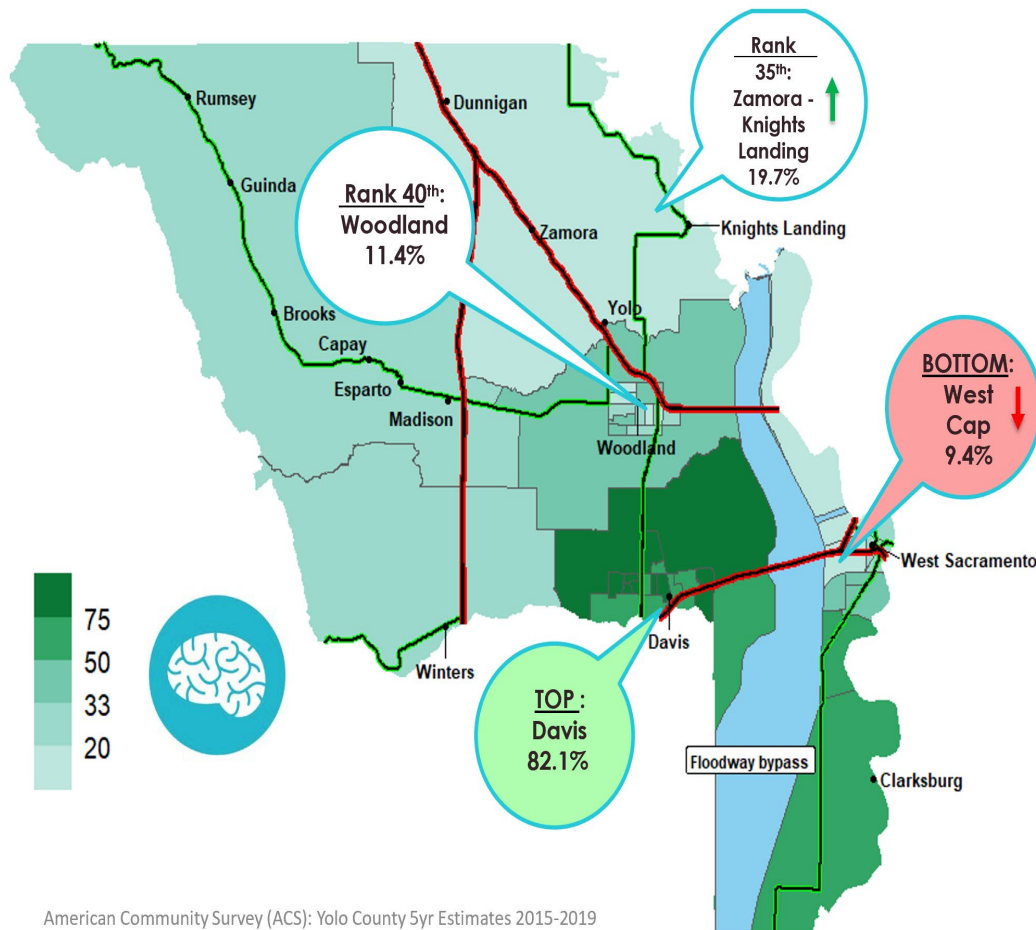 Rank
35th:
Zamora -
Knights
Landing
19.7%
Rumsey
Dunnigan
Guinda
Rank 40th:
Woodland
11.4%
Zamora
Knights Landing
Brooks
Yolo
Capay
Esparto
Madison
BOTTOM:
West
Cap
9.4%
Woodland
West Sacramento
75
50
33
20
Winters
Davis
TOP :
Davis
82.1%
Floodway bypass
Clarksburg
American Community Survey (ACS): Yolo County 5yr Estimates 2015-2019